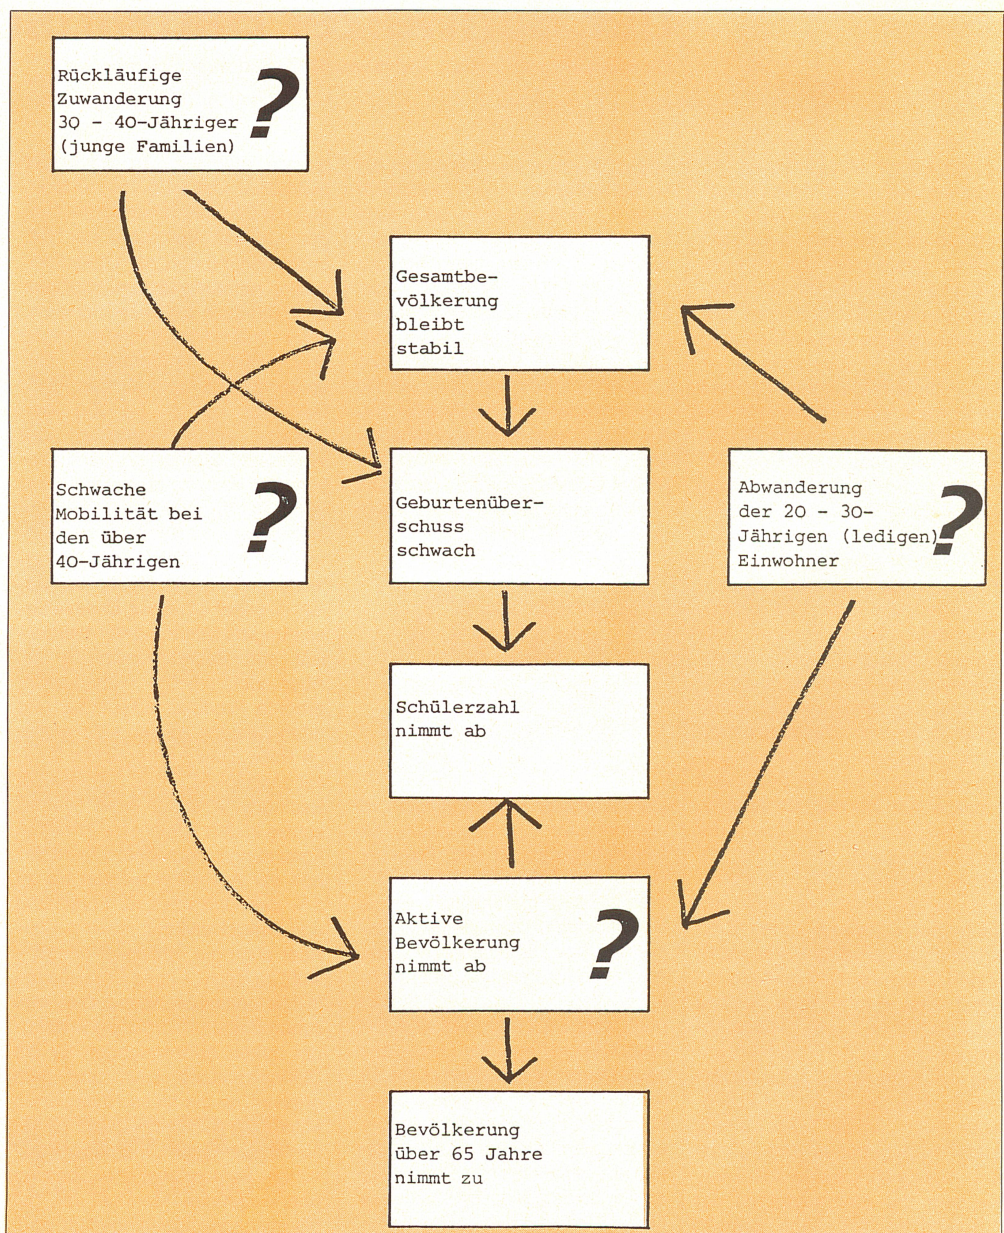 Rückläufige
Zuwanderung
30 - 40-Jähriger
(junge Familien)
?
Gesamtbe-
völkerung
bleibt
stabil
Schwache
Mobilität bei
den über
40-Jährigen
?
Geburtenüber-
schuss
schwach
Abwanderung
der 20 - 30-
Jährigen (ledigen)
Einwohner
?
Schülerzahl
nimmt ab
Aktive
Bevölkerung
nimmt ab
?
Bevölkerung
über 65 Jahre
nimmt zu